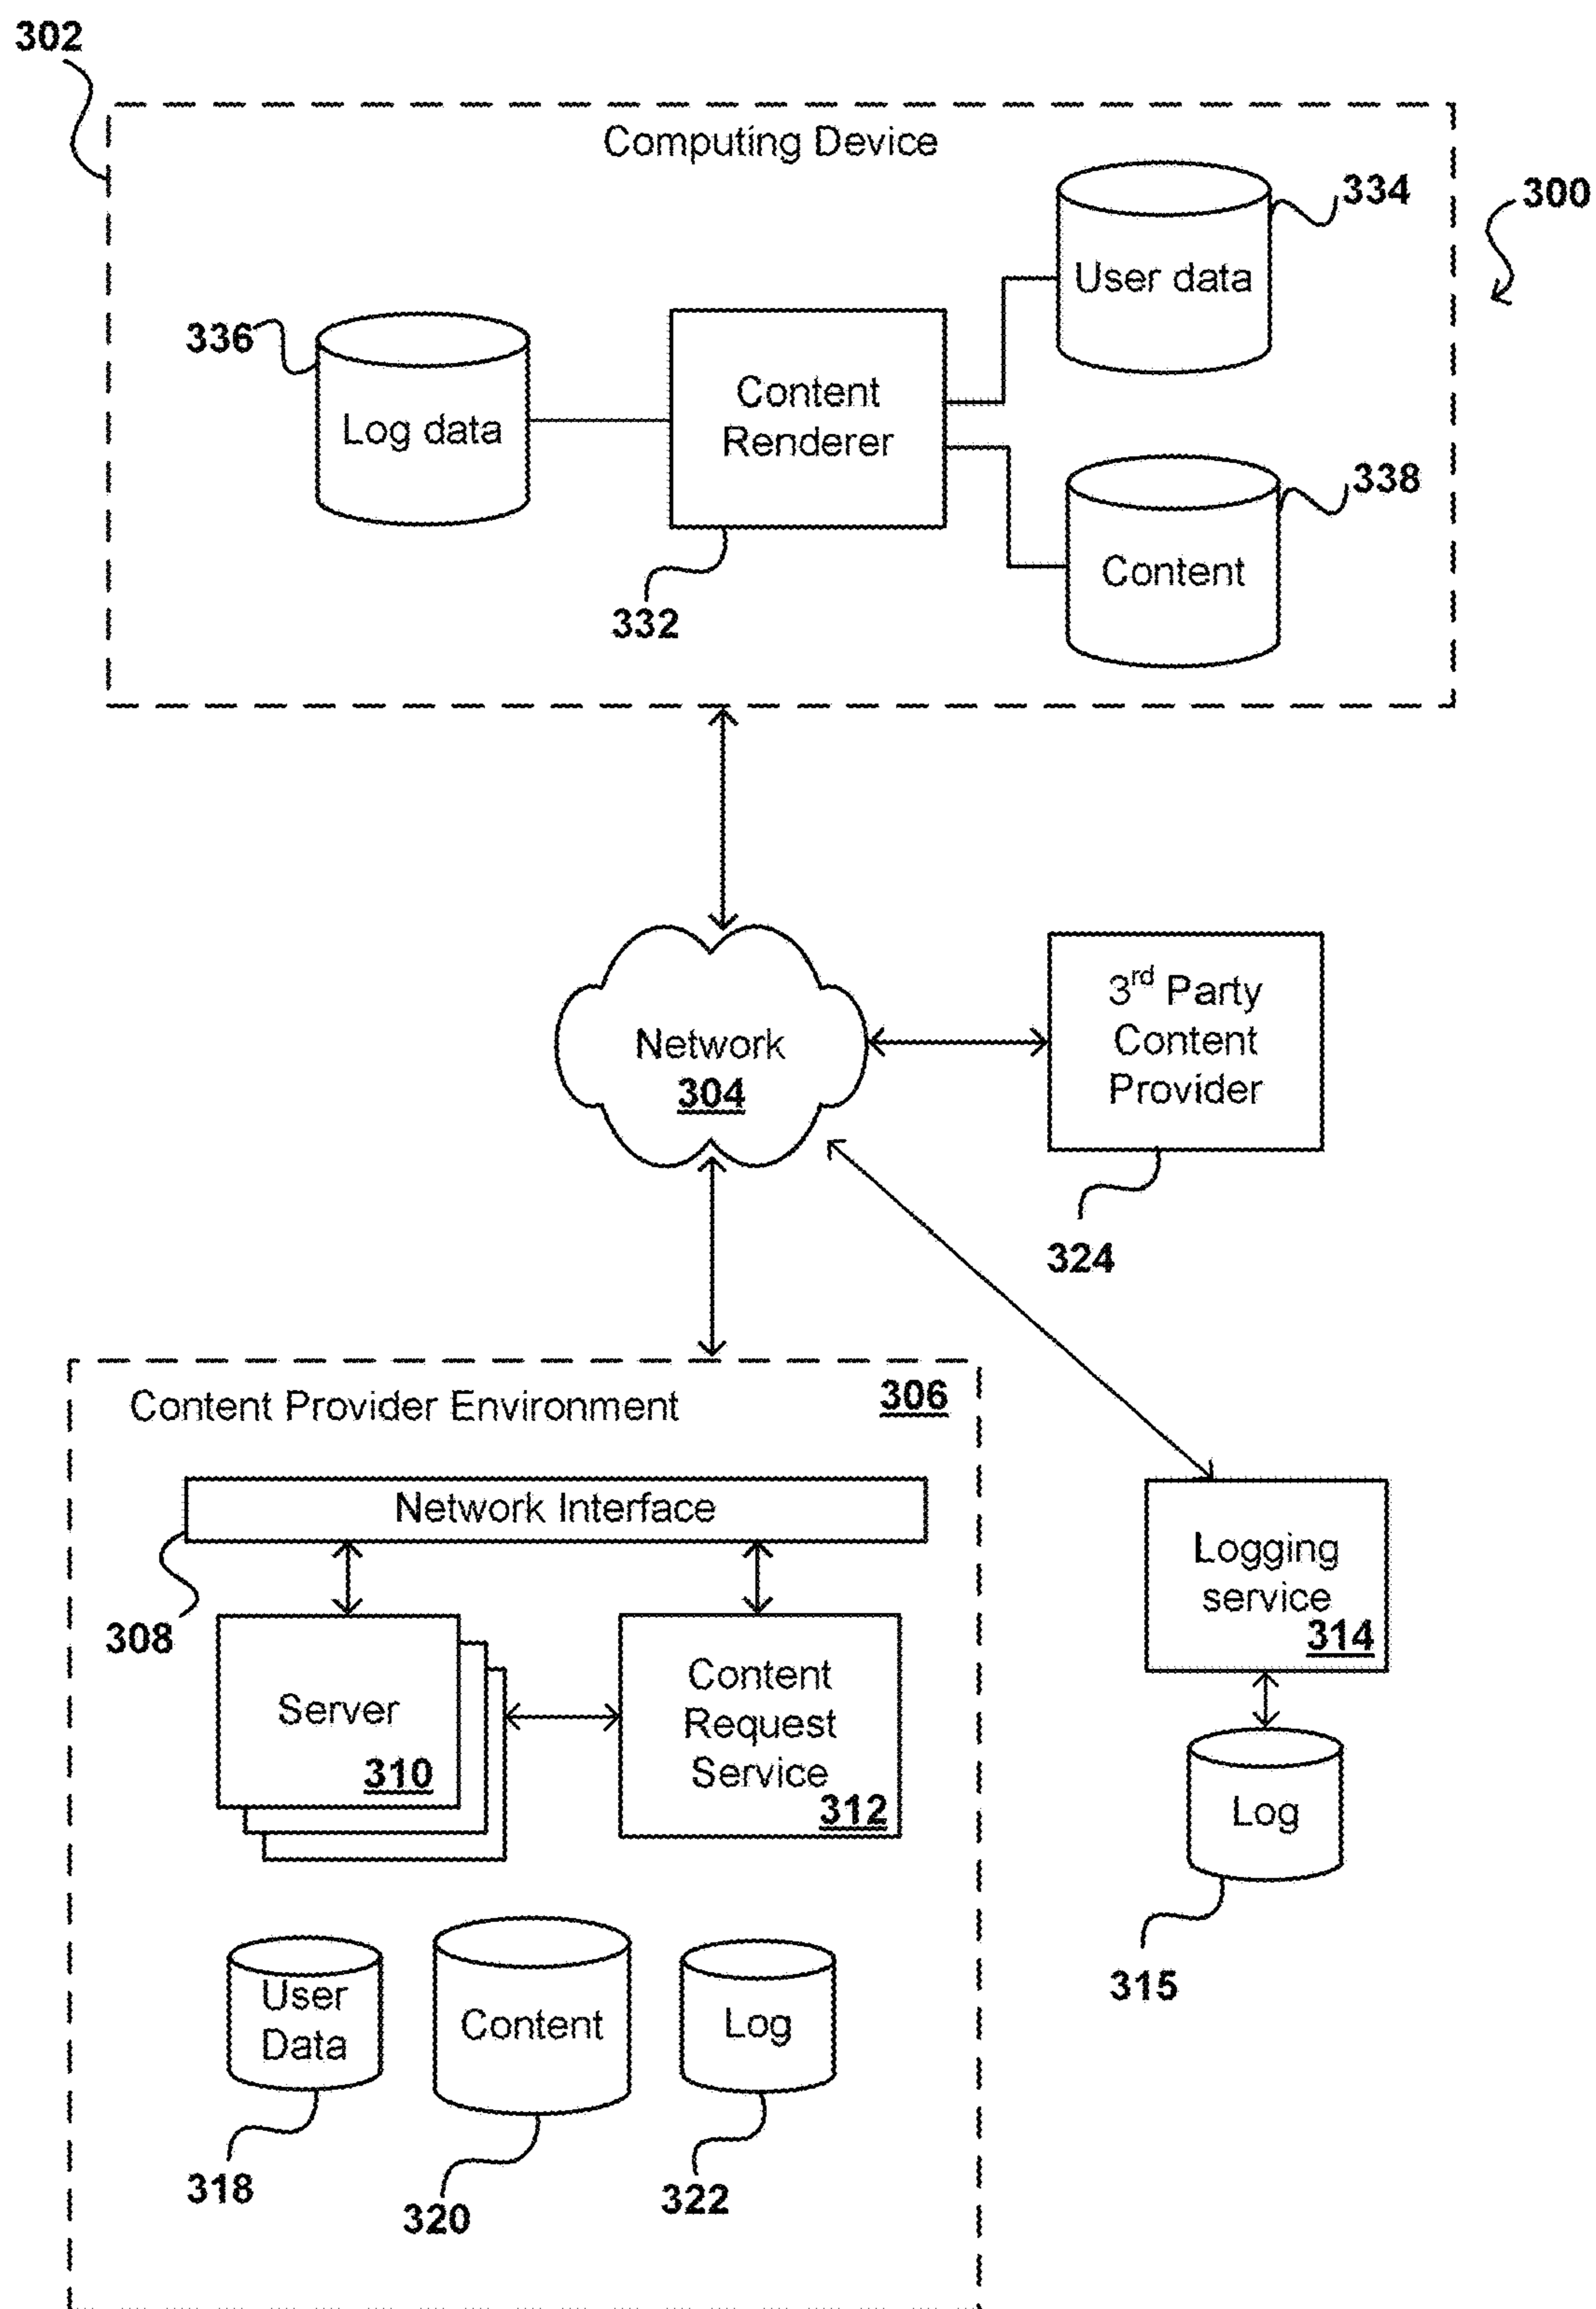 302
Computing Device
334
300
User data
336
Content
Renderer
Log data
338
Content
332
3rd Party
Content
Provider
Network
304
324
306
Content Provider Environment
Network Interface
Logging
service
314
308
Content
Request
Service
312
Server
310
Log
315
User
Data
Content
Log
318
320
322